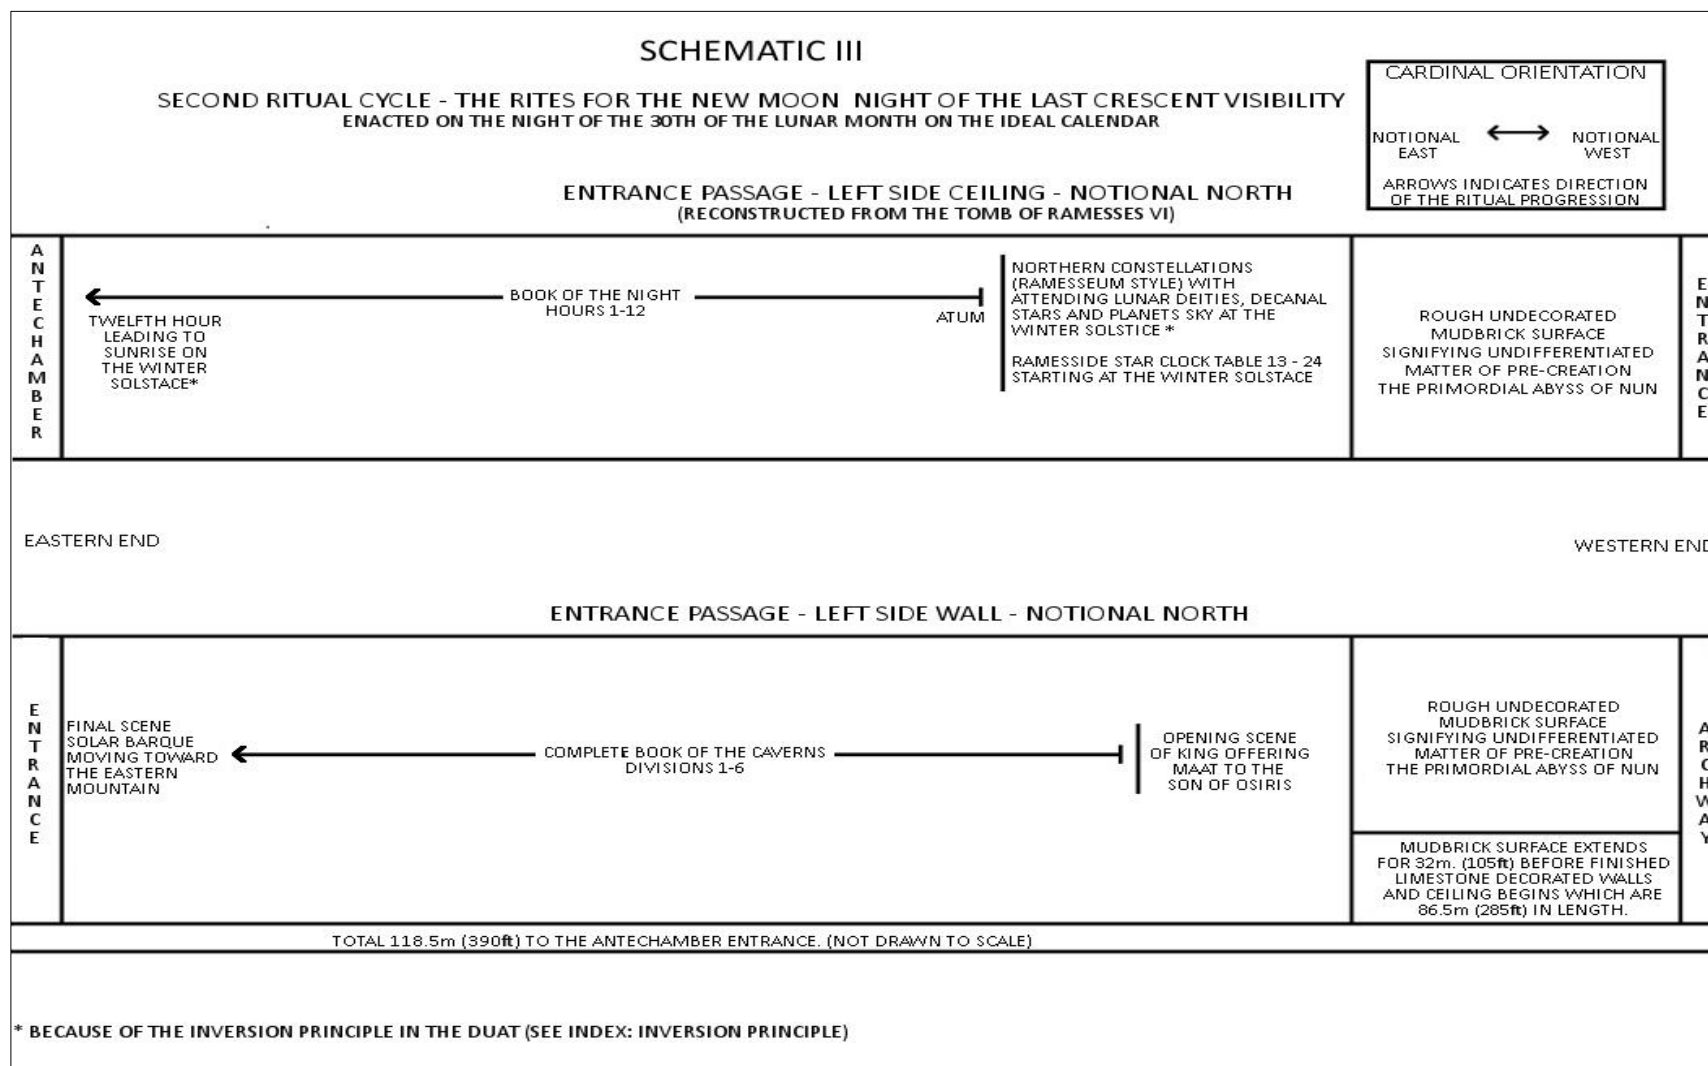 SCHEMATIC III
SECOND RITUAL CYCLE - THE RITES FOR THE NEW MOON NIGHT OF THE LAST CRESCENT VISIBILITY
ENACTED ON THE NIGHT OF THE 30TH OF THE LUNAR MONTH ON THE IDEAL CALENDAR
CARDINAL ORIENTATION
NOTIONAL EAST
NOTIONAL WEST
ARROWS INDICATES DIRECTION
OF THE RITUAL PROGRESSION
ENTRANCE PASSAGE - LEFT SIDE CEILING - NOTIONAL NORTH
(RECONSTRUCTED FROM THE TOMB OF RAMESSES VI)
ANTECHAMBER
TWELFTH HOUR
LEADING TO
SUNRISE ON
THE WINTER
SOLSTACE*
BOOK OF THE NIGHT
HOURS 1-12
ATUM
NORTHERN CONSTELLATIONS
(RAMESSEUM STYLE) WITH
ATTENDING LUNAR DEITIES, DECANAL
STARS AND PLANETS SKY AT THE
WINTER SOLSTICE *
RAMESSIDE STAR CLOCK TABLE 13 - 24
STARTING AT THE WINTER SOLSTACE
ROUGH UNDECORATED
MUDBRICK SURFACE
SIGNIFYING UNDIFFERENTIATED
MATTER OF PRE-CREATION
THE PRIMORDIAL ABYSS OF NUN
ENTRANCE
EASTERN END
WESTERN END
ENTRANCE PASSAGE - LEFT SIDE WALL - NOTIONAL NORTH
ENTRANCE
FINAL SCENE
SOLAR BARQUE
MOVING TOWARD
THE EASTERN
MOUNTAIN
COMPLETE BOOK OF THE CAVERNS
DIVISIONS 1-6
OPENING SCENE
OF KING OFFERING
MAAT TO THE
SON OF OSIRIS
ROUGH UNDECORATED
MUDBRICK SURFACE
SIGNIFYING UNDIFFERENTIATED
MATTER OF PRE-CREATION
THE PRIMORDIAL ABYSS OF NUN
MUDBRICK SURFACE EXTENDS
FOR 32m. (105ft) BEFORE FINISHED
LIMESTONE DECORATED WALLS
AND CEILING BEGINS WHICH ARE
86.5m (285ft) IN LENGTH.
ARCHWAY
TOTAL 118.5m (390ft) TO THE ANTECHAMBER ENTRANCE. (NOT DRAWN TO SCALE)
* BECAUSE OF THE INVERSION PRINCIPLE IN THE DUAT (SEE INDEX: INVERSION PRINCIPLE)